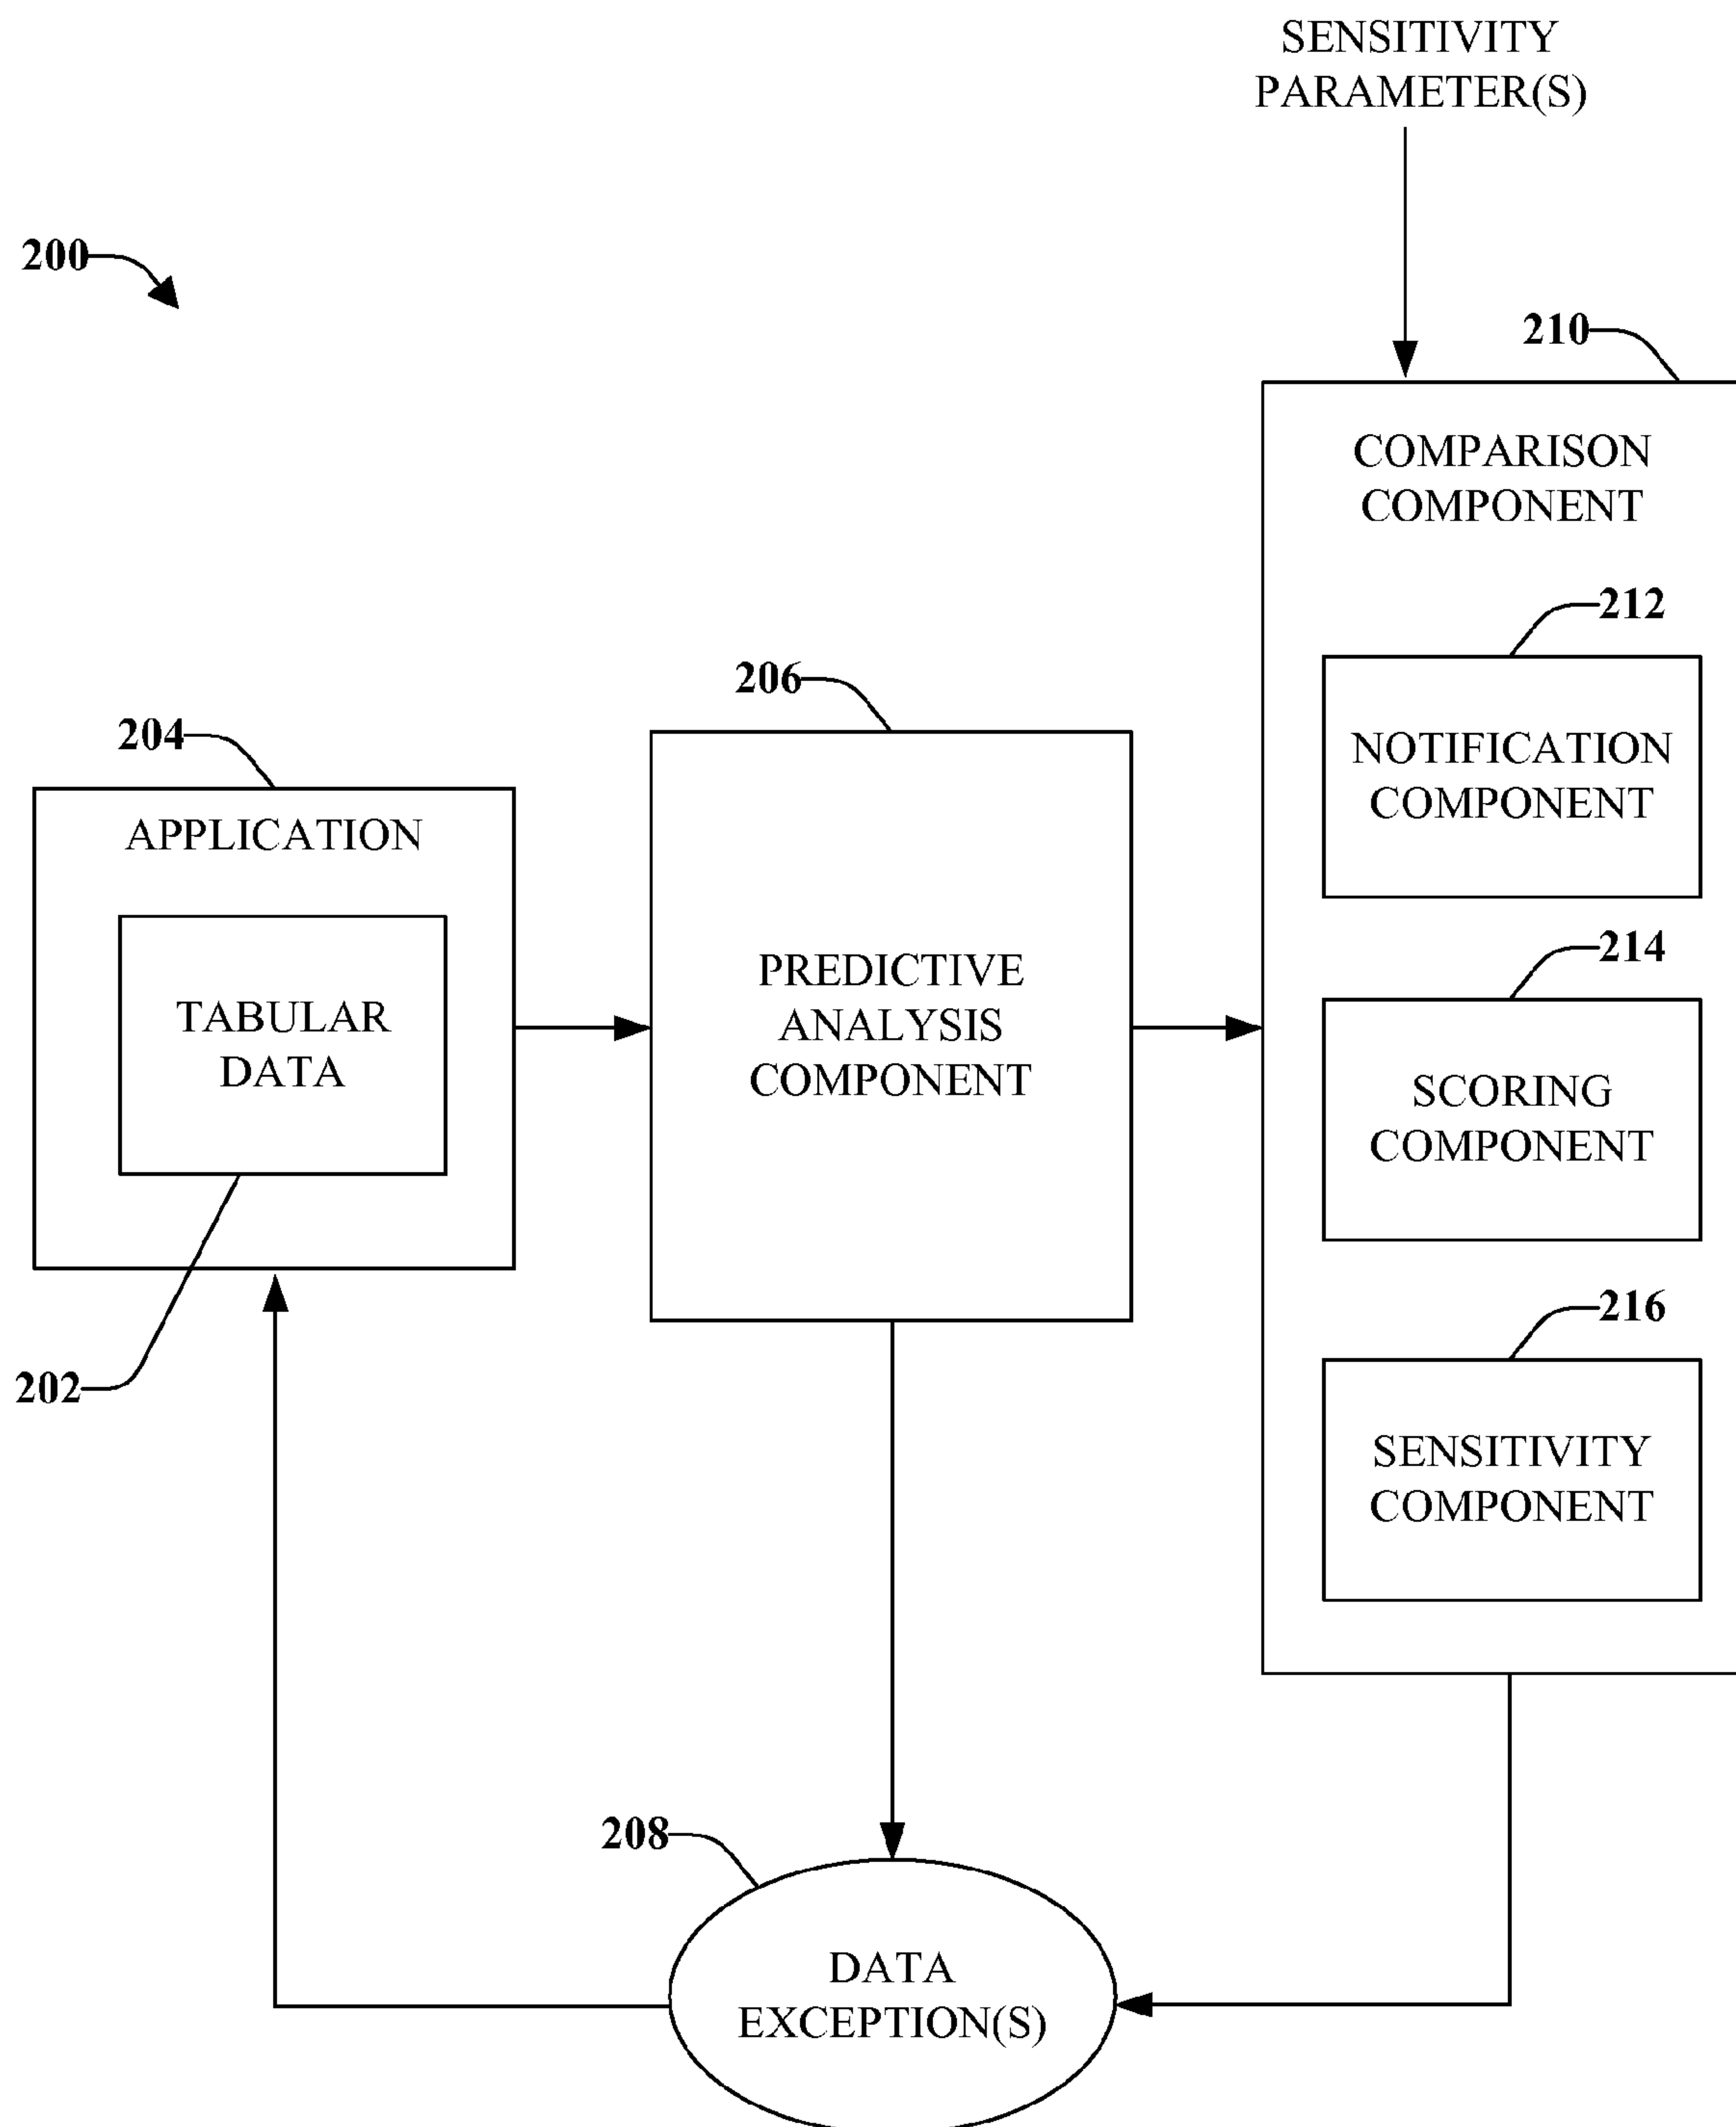 SENSITIVITY
PARAMETER(S)
200
210
COMPARISON
COMPONENT
212
NOTIFICATION
COMPONENT
206
204
APPLICATION
TABULAR
DATA
PREDICTIVE
ANALYSIS
COMPONENT
214
SCORING
COMPONENT
216
SENSITIVITY
COMPONENT
202
208
DATA
EXCEPTION(S)